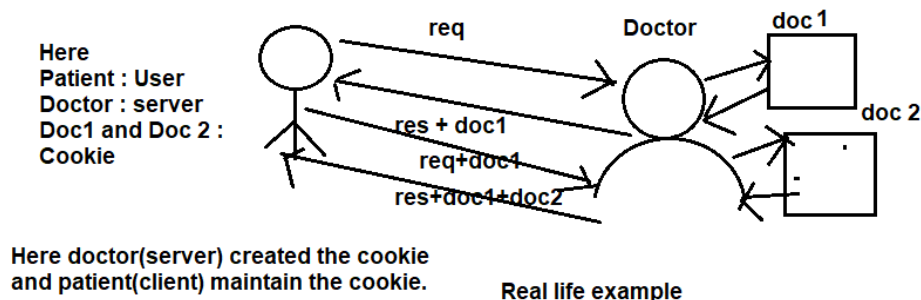 req
Doctor
doc 1
Here
Patient : User
Doctor : server
Doc1 and Doc 2 :
Cookie
doc 2
res + doc1
req+doc1
res+doc1+doc2
Here doctor(server) created the cookie
and patient(client) maintain the cookie.
Real life example